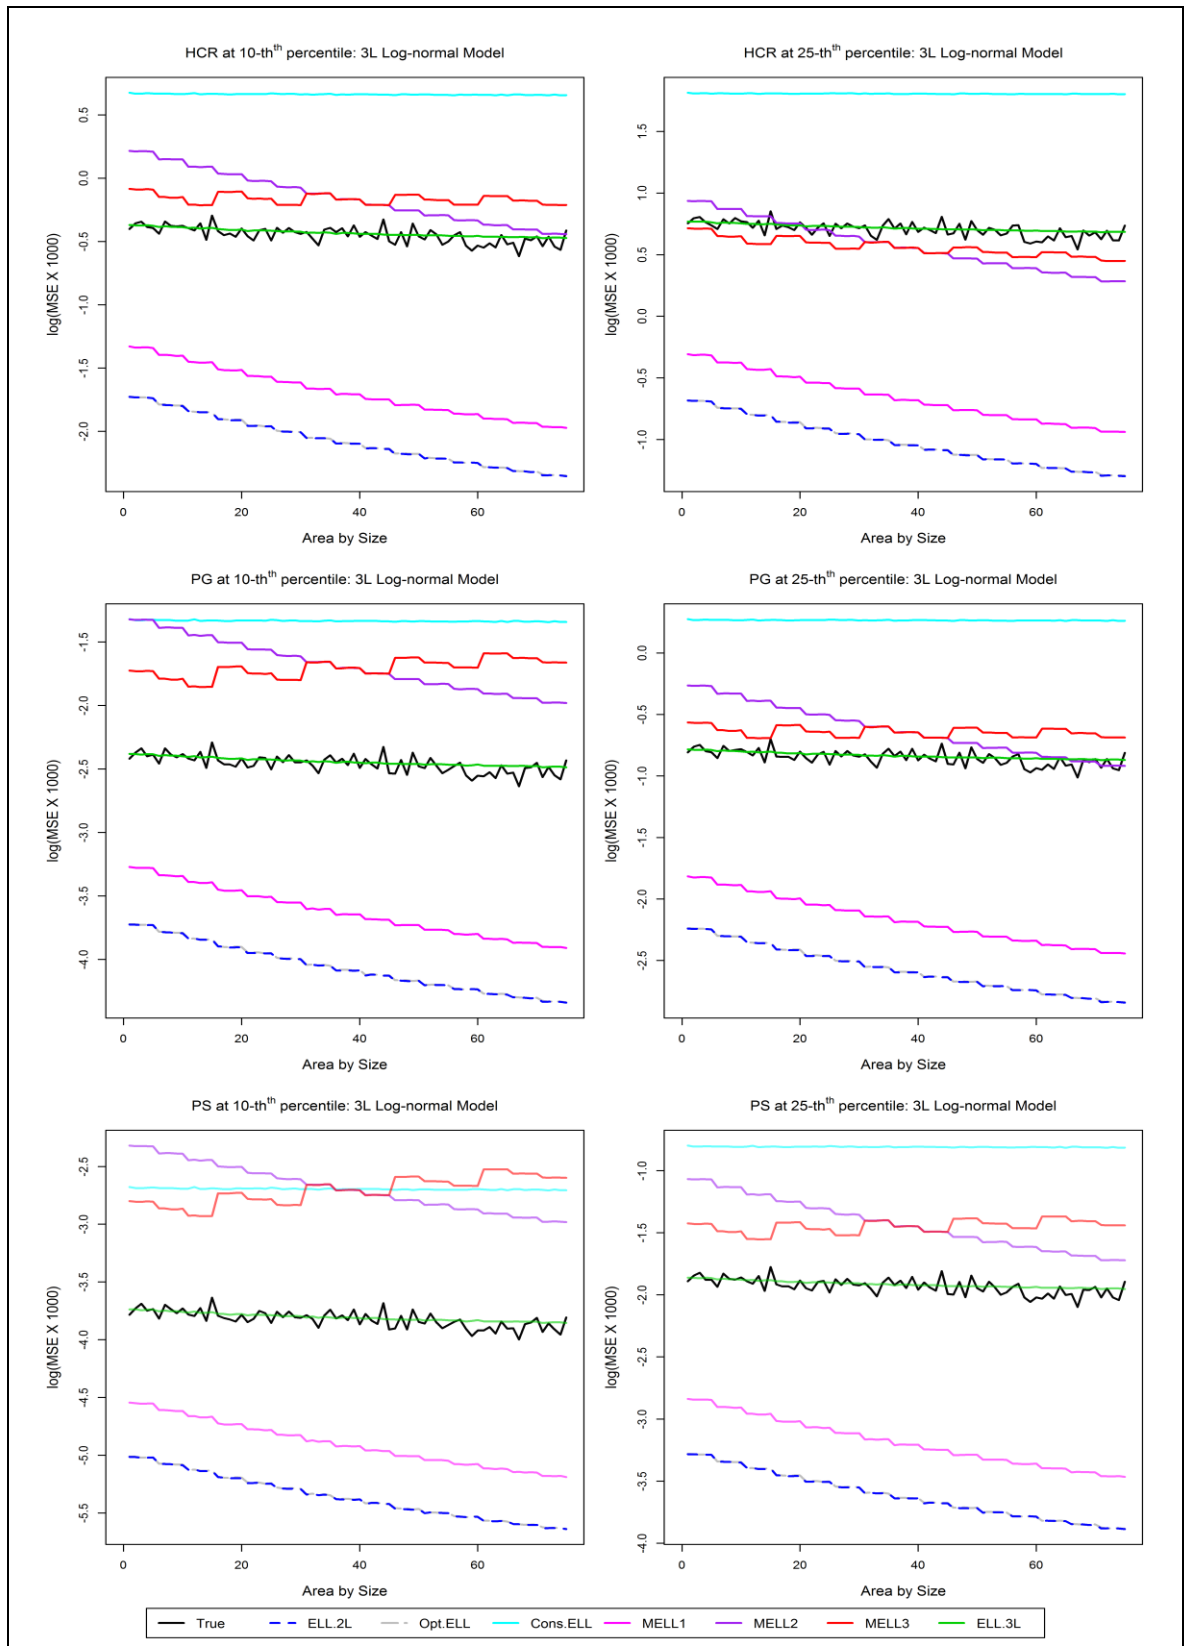 HCR at 10-th^th percentile: 3L Log-normal Model
log(MSE X 1000)
0.5
0.0
-0.5
-1.0
-1.5
-2.0
0 20 40 60
Area by Size
HCR at 25-th^th percentile: 3L Log-normal Model
log(MSE X 1000)
1.5
1.0
0.5
0.0
-0.5
-1.0
0 20 40 60
Area by Size
PG at 10-th^th percentile: 3L Log-normal Model
log(MSE X 1000)
-1.5
-2.0
-2.5
-3.0
-3.5
-4.0
0 20 40 60
Area by Size
PG at 25-th^th percentile: 3L Log-normal Model
log(MSE X 1000)
0.0
-0.5
-1.0
-1.5
-2.0
-2.5
0 20 40 60
Area by Size
PS at 10-th^th percentile: 3L Log-normal Model
log(MSE X 1000)
-2.5
-3.0
-3.5
-4.0
-4.5
-5.0
-5.5
0 20 40 60
Area by Size
PS at 25-th^th percentile: 3L Log-normal Model
log(MSE X 1000)
-1.0
-1.5
-2.0
-2.5
-3.0
-3.5
-4.0
0 20 40 60
Area by Size
True ELL.2L Opt.ELL Cons.ELL MELL1 MELL2 MELL3 ELL.3L